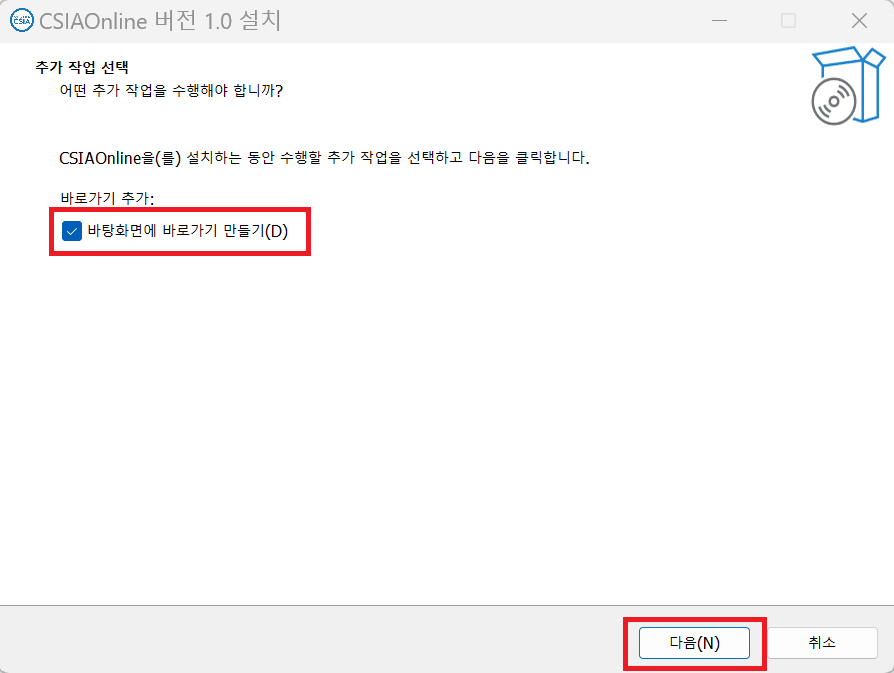 CSIA
CSIAOnline 버전 1.0 설치
추가 작업 선택
어떤 추가 작업을 수행해야 합니까?
CSIAOnline을(를) 설치하는 동안 수행할 추가 작업을 선택하고 다음을 클릭합니다.
바로가기 추가:
바탕화면에 바로가기 만들기(D)
다음(N)
취소